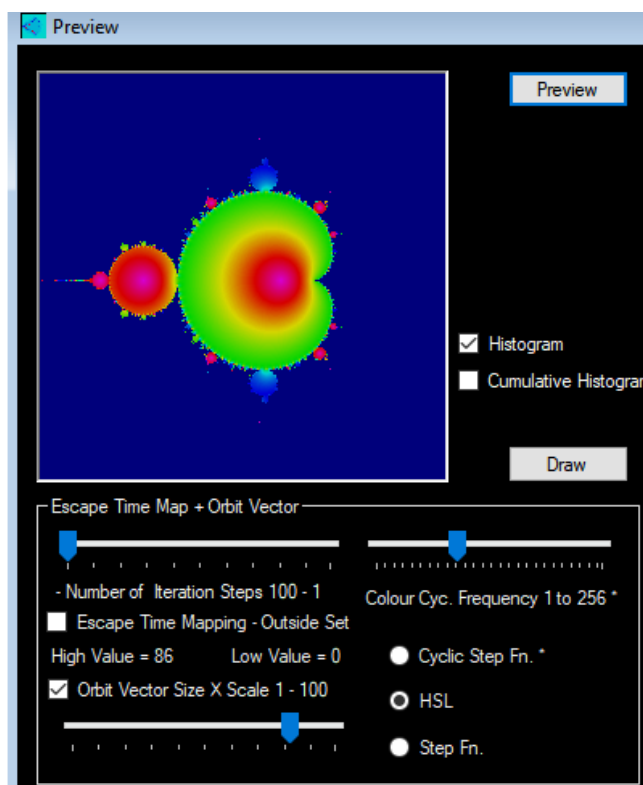 Preview
Preview
Histogram
Cumulative Histogram
Draw
Escape Time Map + Orbit Vector
- Number of Iteration Steps 100 - 1
Colour Cyc. Frequency 1 to 256 *
Escape Time Mapping - Outside Set
High Value = 86 Low Value = 0
Cyclic Step Fn. *
Orbit Vector Size X Scale 1 - 100
HSL
Step Fn.